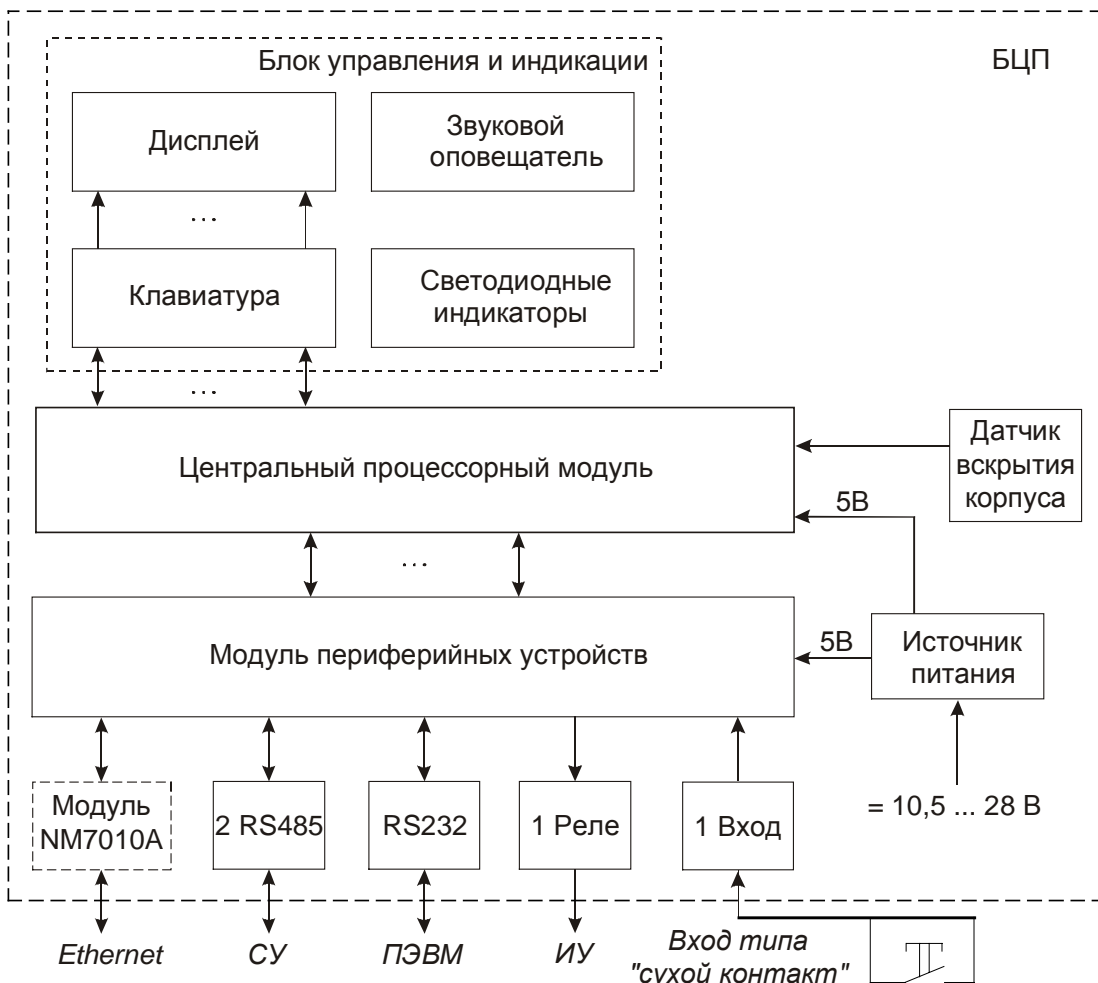 Блок управления и индикации
БЦП
Дисплей
Звуковой
оповещатель
...
Клавиатура
Светодиодные
индикаторы
...
Центральный процессорный модуль
Датчик
вскрытия
корпуса
5В
...
Модуль периферийных устройств
5В
Источник
питания
Модуль
NM7010A
2 RS485
RS232
1 Реле
1 Вход
= 10,5 ... 28 В
Ethernet
СУ
ПЭВМ
ИУ
Вход типа
"сухой контакт"